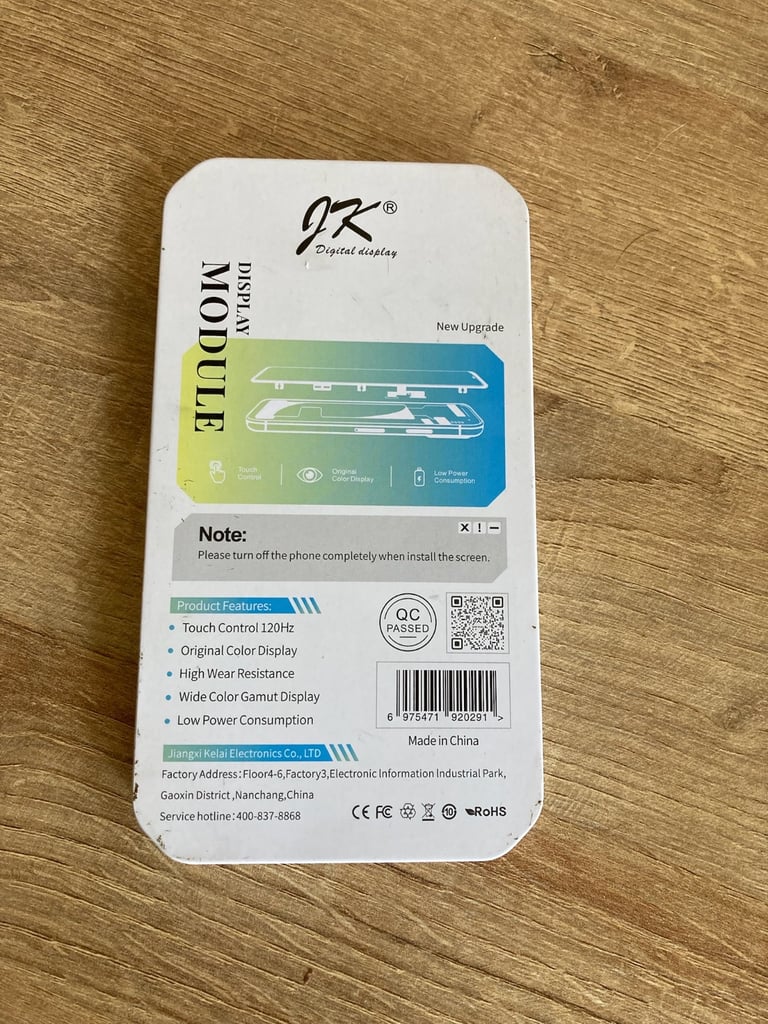 JK®
Digital display
DISPLAY
MODULE
New Upgrade
Touch
Control
Original
Color Display
Low Power
Consumption
Note:
X ! —
Please turn off the phone completely when install the screen.
Product Features:
• Touch Control 120Hz
• Original Color Display
• High Wear Resistance
• Wide Color Gamut Display
• Low Power Consumption
QC
PASSED
6 975471 920291 >
Made in China
Jiangxi Kelai Electronics Co., LTD
Factory Address:Floor4-6,Factory3,Electronic Information Industrial Park,
Gaoxin District ,Nanchang,China
Service hotline:400-837-8868
CE FC 10 RoHS